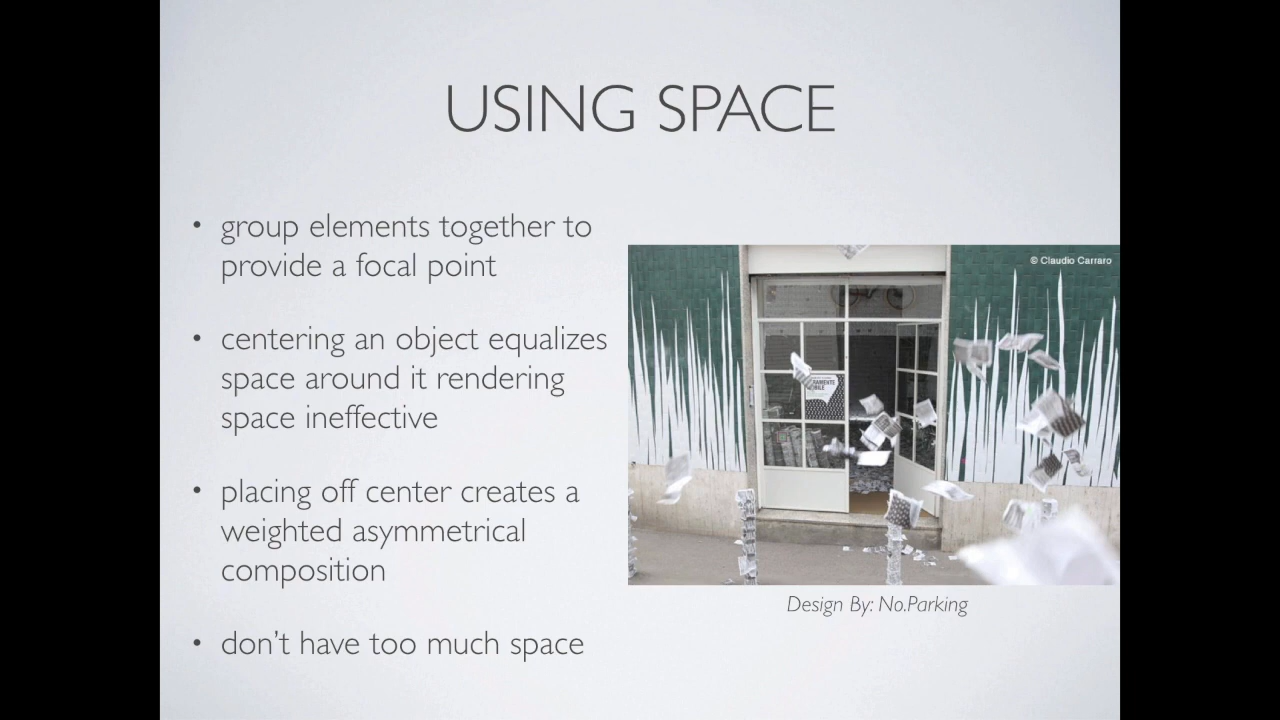 USING SPACE
• group elements together to
provide a focal point
• centering an object equalizes
space around it rendering
space ineffective
• placing off center creates a
weighted asymmetrical
composition
• don't have too much space
© Claudio Carraro
Design By: No.Parking